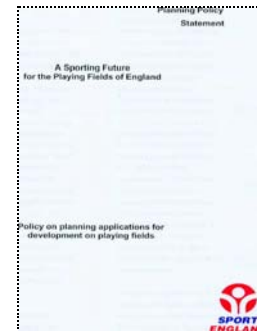 Planning Policy
Statement
A Sporting Future
for the Playing Fields of England
Policy on planning applications for
development on playing fields
SPORT
ENGLAN